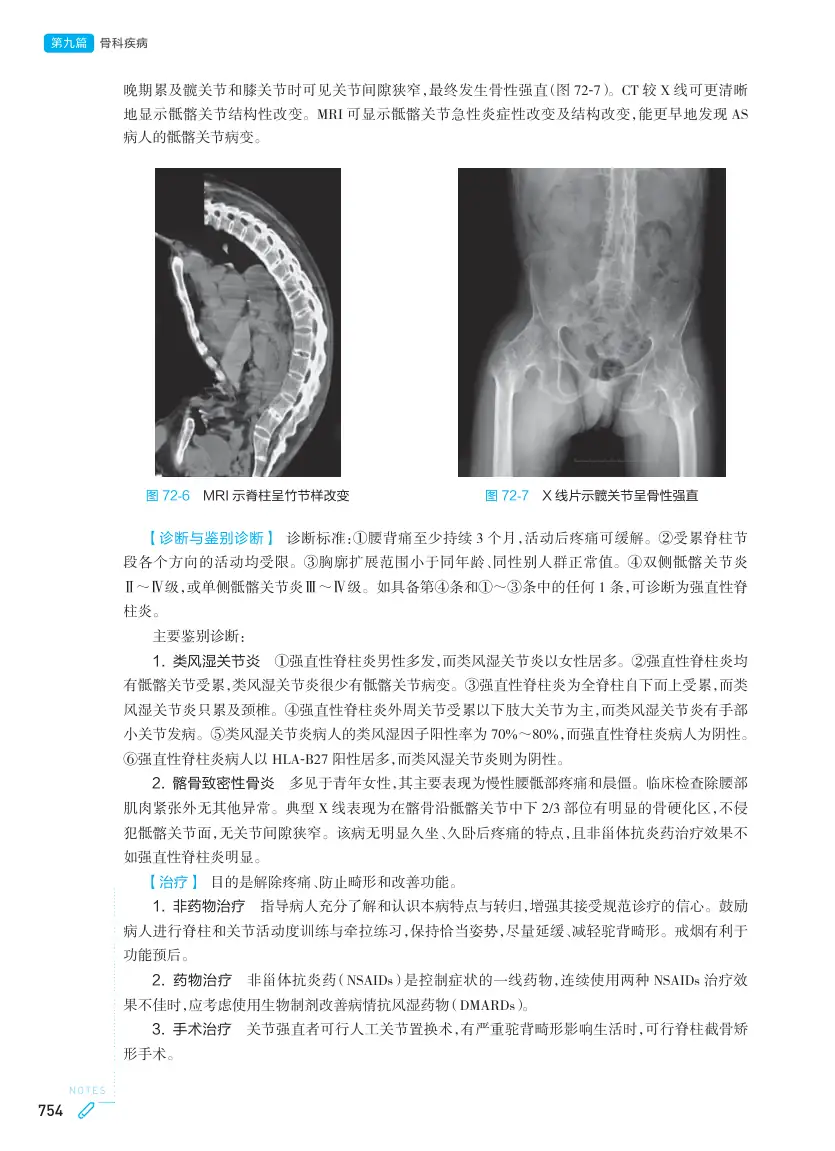 第九篇 骨科疾病
晚期累及髋关节和膝关节时可见关节间隙狭窄,最终发生骨性强直(图 72-7)。CT 较 X 线可更清晰
地显示骶髂关节结构性改变。MRI 可显示骶髂关节急性炎症性改变及结构改变,能更早地发现 AS
病人的骶髂关节病变。
图 72-6 MRI 示脊柱呈竹节样改变
图 72-7 X 线片示髋关节呈骨性强直
【诊断与鉴别诊断】 诊断标准:①腰背痛至少持续 3 个月,活动后疼痛可缓解。②受累脊柱节
段各个方向的活动均受限。③胸廓扩展范围小于同年龄、同性别人群正常值。④双侧骶髂关节炎
Ⅱ～Ⅳ级,或单侧骶髂关节炎Ⅲ～Ⅳ级。如具备第④条和①～③条中的任何 1 条,可诊断为强直性脊
柱炎。
主要鉴别诊断:
1. 类风湿关节炎 ①强直性脊柱炎男性多发,而类风湿关节炎以女性居多。②强直性脊柱炎均
有骶髂关节受累,类风湿关节炎很少有骶髂关节病变。③强直性脊柱炎为全脊柱自下而上受累,而类
风湿关节炎只累及颈椎。④强直性脊柱炎外周关节受累以下肢大关节为主,而类风湿关节炎有手部
小关节发病。⑤类风湿关节炎病人的类风湿因子阳性率为 70%～80%,而强直性脊柱炎病人为阴性。
⑥强直性脊柱炎病人以 HLA-B27 阳性居多,而类风湿关节炎则为阴性。
2. 髂骨致密性骨炎 多见于青年女性,其主要表现为慢性腰骶部疼痛和晨僵。临床检查除腰部
肌肉紧张外无其他异常。典型 X 线表现为在髂骨沿骶髂关节中下 2/3 部位有明显的骨硬化区,不侵
犯骶髂关节面,无关节间隙狭窄。该病无明显久坐、久卧后疼痛的特点,且非甾体抗炎药治疗效果不
如强直性脊柱炎明显。
【治疗】 目的是解除疼痛、防止畸形和改善功能。
1. 非药物治疗 指导病人充分了解和认识本病特点与转归,增强其接受规范诊疗的信心。鼓励
病人进行脊柱和关节活动度训练与牵拉练习,保持恰当姿势,尽量延缓、减轻驼背畸形。戒烟有利于
功能预后。
2. 药物治疗 非甾体抗炎药(NSAIDs)是控制症状的一线药物,连续使用两种 NSAIDs 治疗效
果不佳时,应考虑使用生物制剂改善病情抗风湿药物(DMARDs)。
3. 手术治疗 关节强直者可行人工关节置换术,有严重驼背畸形影响生活时,可行脊柱截骨矫
形手术。
NOTES
754